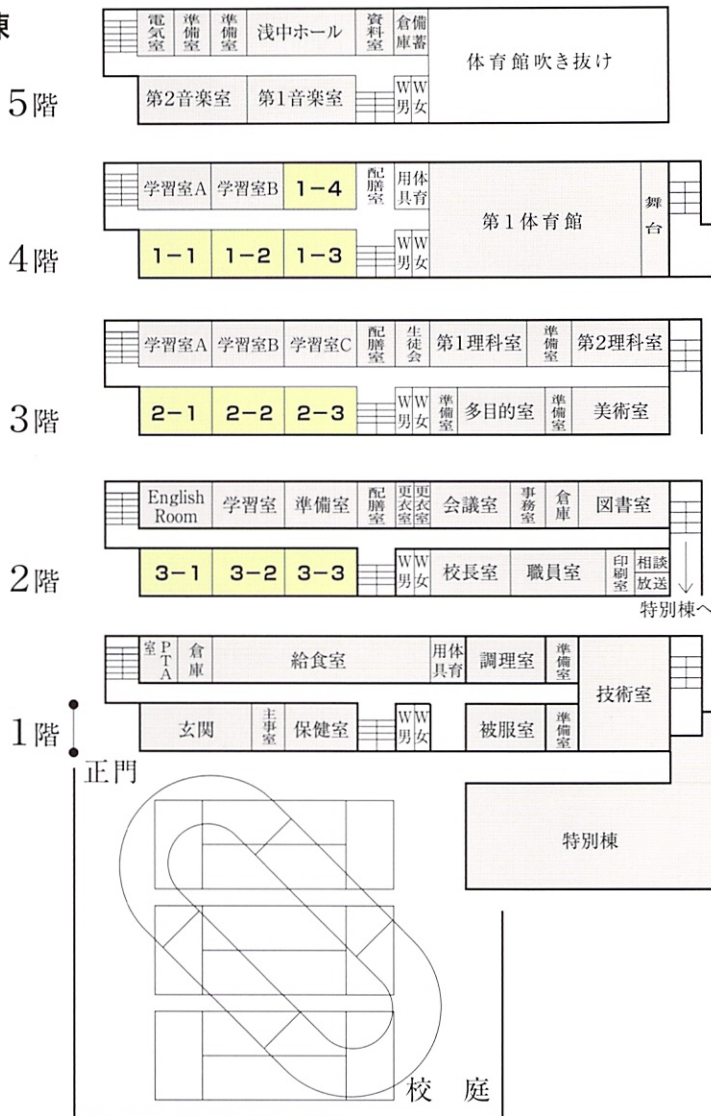 棟
5階
電気室 準備室 準備室 浅中ホール 資料室 倉庫 備蓄 体育館吹き抜け
第2音楽室 第1音楽室 W男 W女
4階
学習室A 学習室B 1-4 配膳室 用具 体育 第1体育館 舞台
1-1 1-2 1-3 W男 W女
3階
学習室A 学習室B 学習室C 配膳室 生徒会 第1理科室 準備室 第2理科室
2-1 2-2 2-3 W男 W女 準備室 多目的室 準備室 美術室
2階
English Room 学習室 準備室 配膳室 更衣室 更衣室 会議室 事務室 倉庫 図書室
3-1 3-2 3-3 W男 W女 校長室 職員室 印刷室 相談 放送
特別棟へ
1階
室 PTA 倉庫 給食室 用具 体育 調理室 準備室 技術室
玄関 主事室 保健室 W男 W女 被服室 準備室
正門
特別棟
校庭